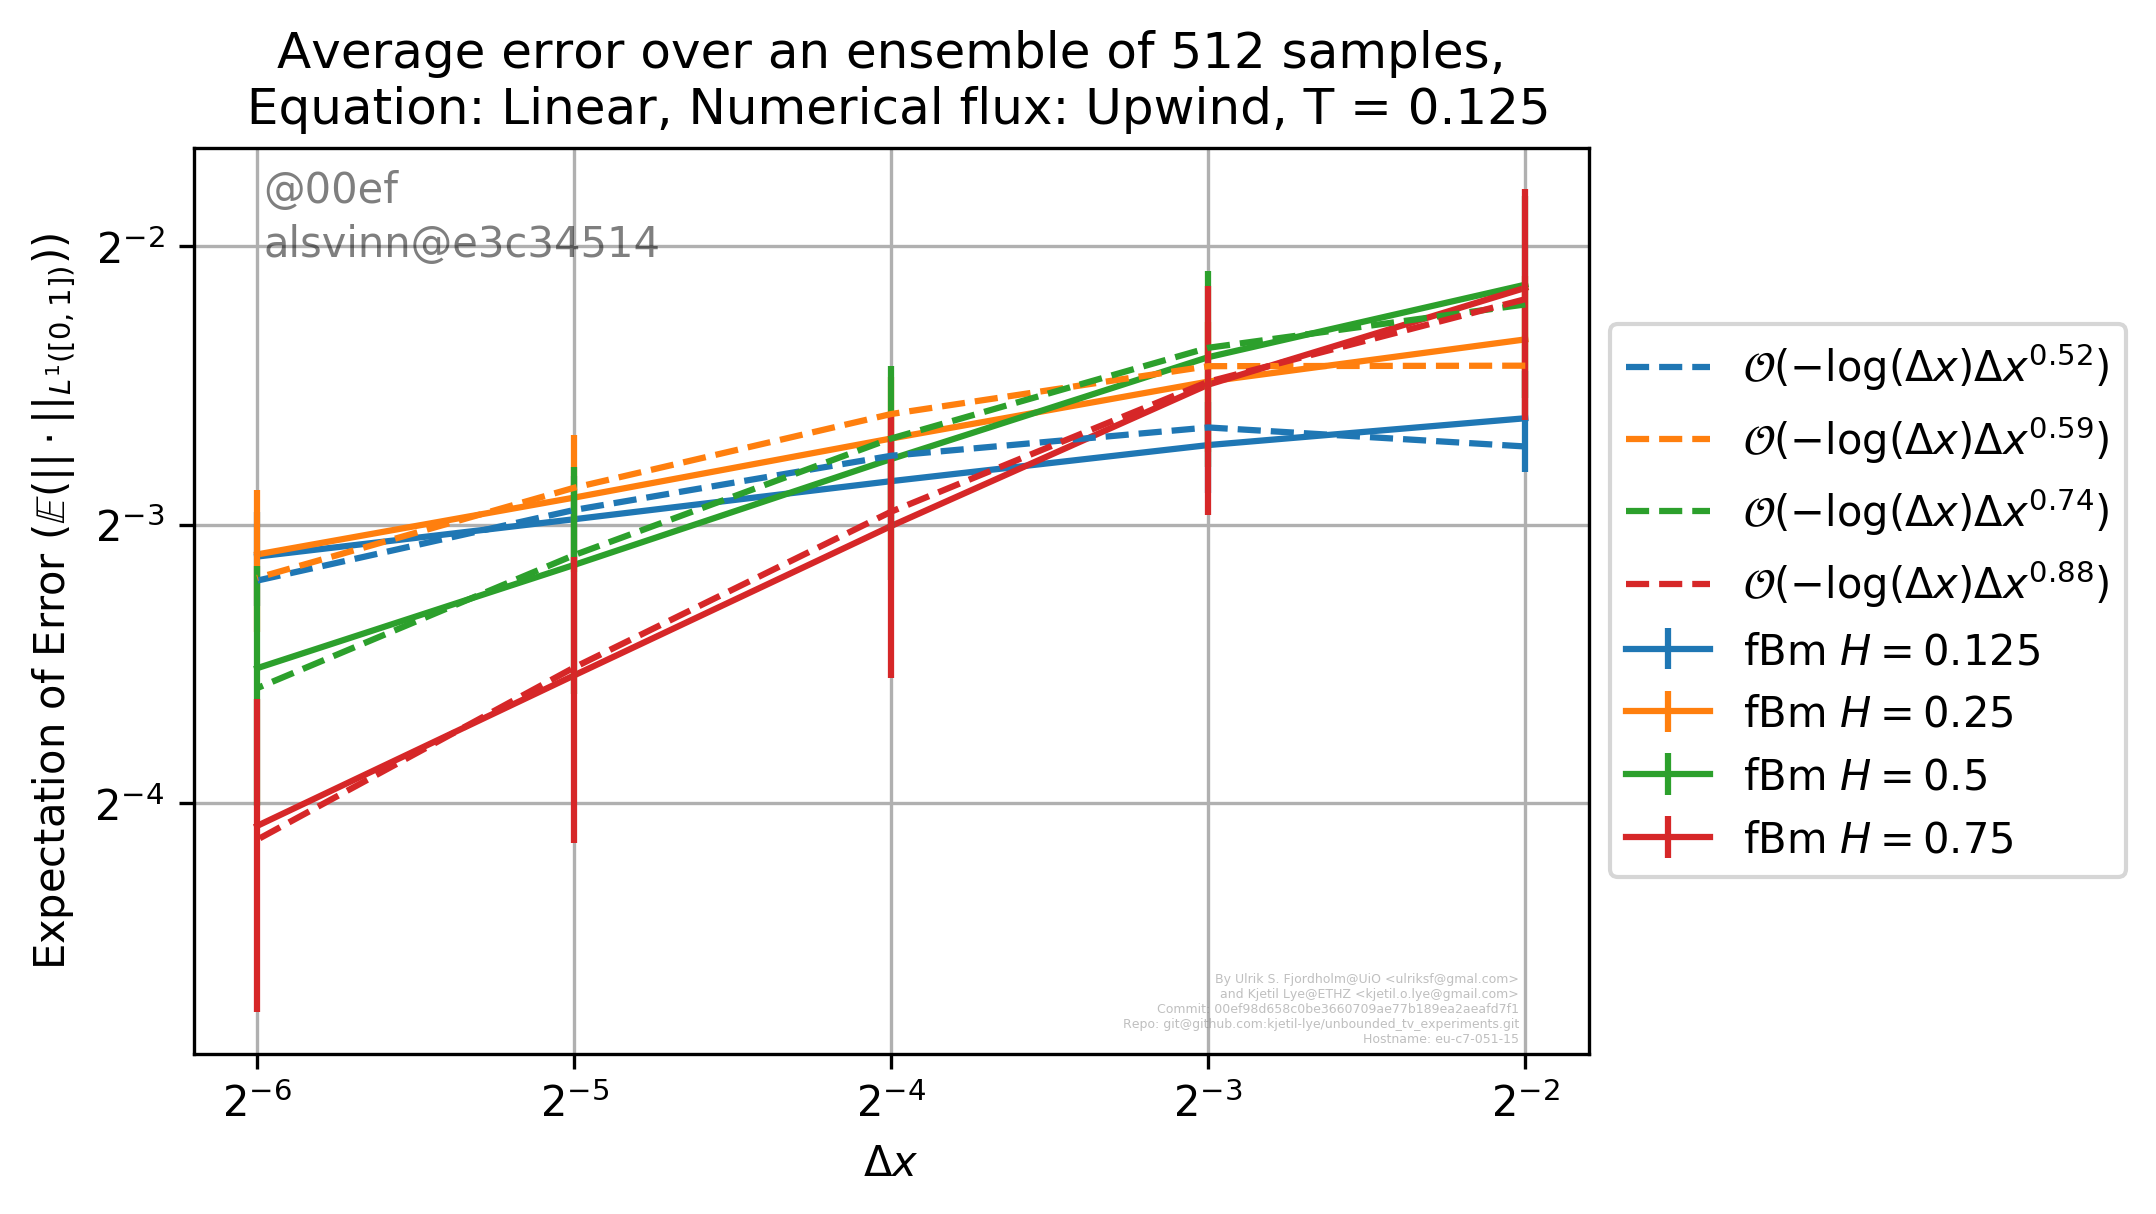 Average error over an ensemble of 512 samples,
Equation: Linear, Numerical flux: Upwind, T = 0.125
@00ef
alsvinn@e3c34514
Expectation of Error (𝔼(||·||_{L^1([0,1])}))
2^{-2}
2^{-3}
2^{-4}
2^{-6}
2^{-5}
2^{-4}
2^{-3}
2^{-2}
Δx
By Ulrik S. Fjordholm@UiO <ulriksf@gmal.com>
and Kjetil Lye@ETHZ <kjetil.o.lye@gmail.com>
Commit: 00ef98d658c0be3660709ae77b189ea2aeafd7f1
Repo: git@github.com:kjetil-lye/unbounded_tv_experiments.git
Hostname: eu-c7-051-15
𝒪(−log(Δx)Δx^{0.52})
𝒪(−log(Δx)Δx^{0.59})
𝒪(−log(Δx)Δx^{0.74})
𝒪(−log(Δx)Δx^{0.88})
fBm H = 0.125
fBm H = 0.25
fBm H = 0.5
fBm H = 0.75